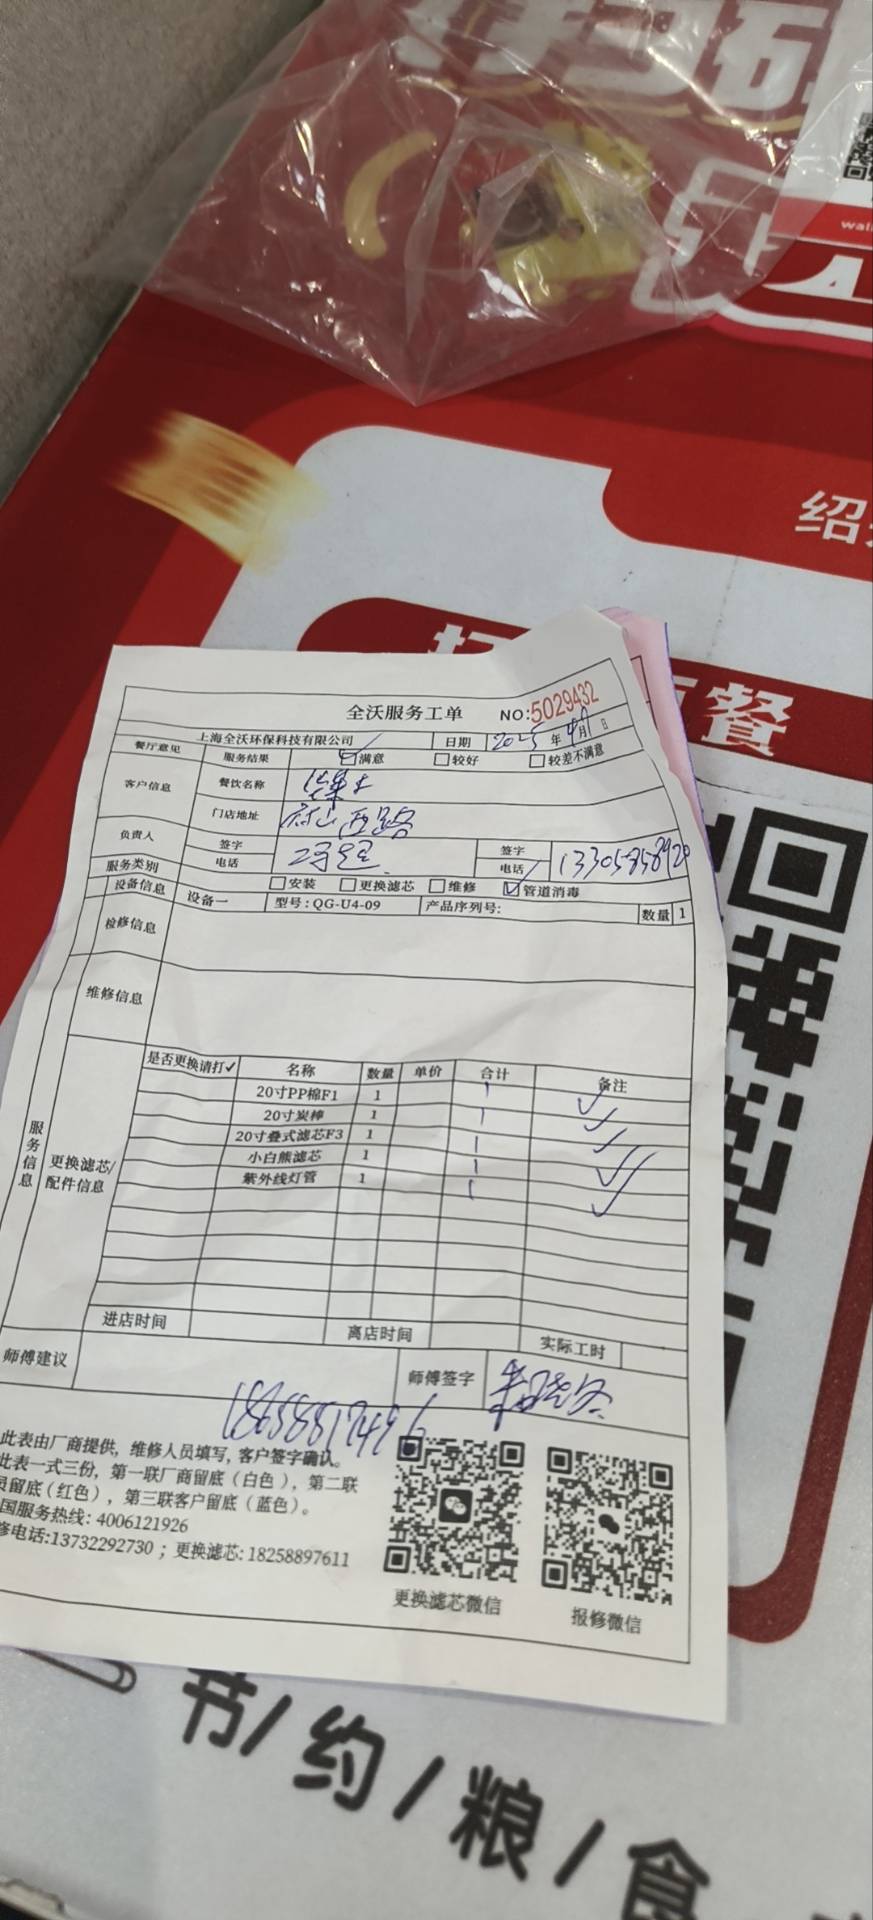 wal
绍
餐
全沃服务工单 NO:5029432
上海全沃环保科技有限公司 日期 2025年4月 日
餐厅意见 服务结果 满意 较好 较差不满意
客户信息 餐饮名称
门店地址
负责人 签字 签字
电话 电话 13305858920
服务类别 安装 更换滤芯 维修 管道消毒
设备信息 设备一 型号:QG-U4-09 产品序列号: 数量 1
检修信息
维修信息
服务信息
更换滤芯/配件信息
是否更换请打✓ 名称 数量 单价 合计 备注
20寸PP棉F1 1 ✓
20寸炭棒 1 ✓
20寸叠式滤芯F3 1 ✓
小白熊滤芯 1 ✓
紫外线灯管 1 ✓
进店时间 离店时间 实际工时
师傅建议 师傅签字
18658817496
此表由厂商提供,维修人员填写,客户签字确认。
此表一式三份,第一联厂商留底(白色),第二联
员留底(红色),第三联客户留底(蓝色)。
国服务热线:4006121926
修电话:13732292730;更换滤芯:18258897611
更换滤芯微信 报修微信
书/约/粮/食